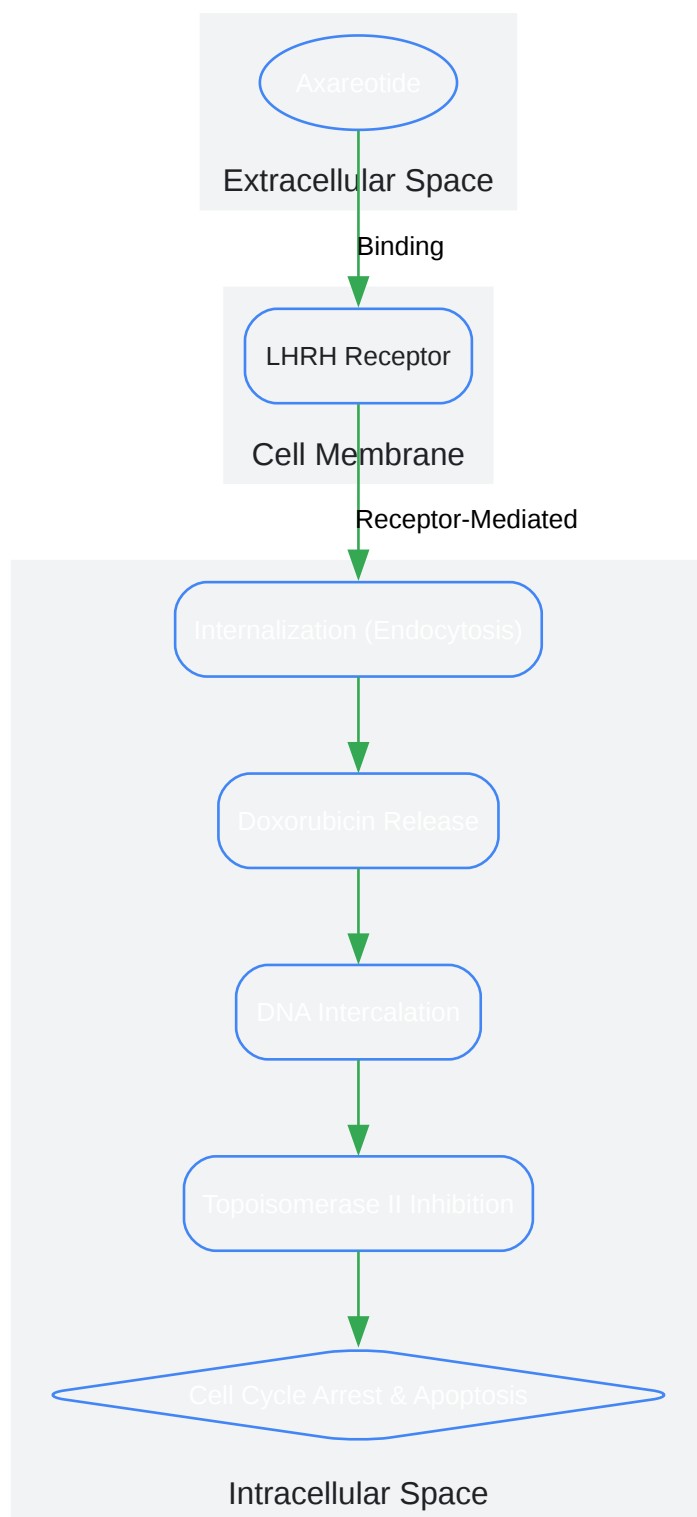 Axareotide
Extracellular Space
Binding
LHRH Receptor
Cell Membrane
Receptor-Mediated
Internalization (Endocytosis)
Doxorubicin Release
DNA Intercalation
Topoisomerase II Inhibition
Cell Cycle Arrest & Apoptosis
Intracellular Space